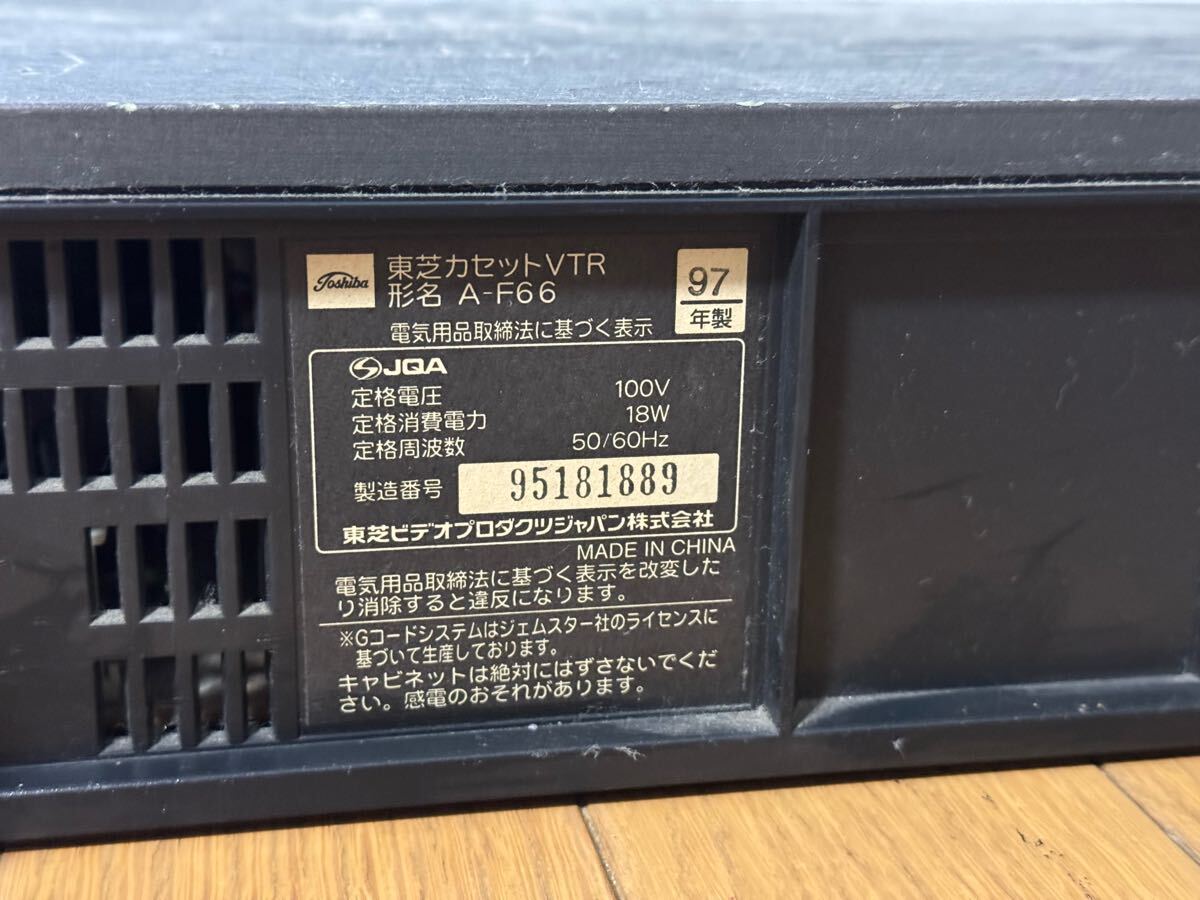 Toshiba
東芝カセットVTR
形名 A-F66
97
年製
電気用品取締法に基づく表示
JQA
定格電圧 100V
定格消費電力 18W
定格周波数 50/60Hz
製造番号 95181889
東芝ビデオプロダクツジャパン株式会社
MADE IN CHINA
電気用品取締法に基づく表示を改変した
り消除すると違反になります。
※Gコードシステムはジェムスター社のライセンスに
基づいて生産しております。
キャビネットは絶対にはずさないでくだ
さい。感電のおそれがあります。